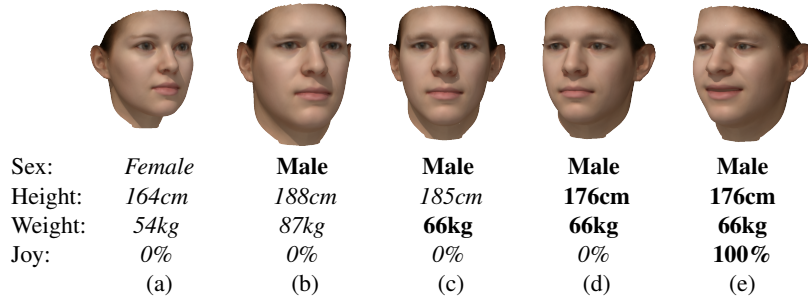 Sex: Female Male Male Male Male
Height: 164cm 188cm 185cm 176cm 176cm
Weight: 54kg 87kg 66kg 66kg 66kg
Joy: 0% 0% 0% 0% 100%
(a) (b) (c) (d) (e)